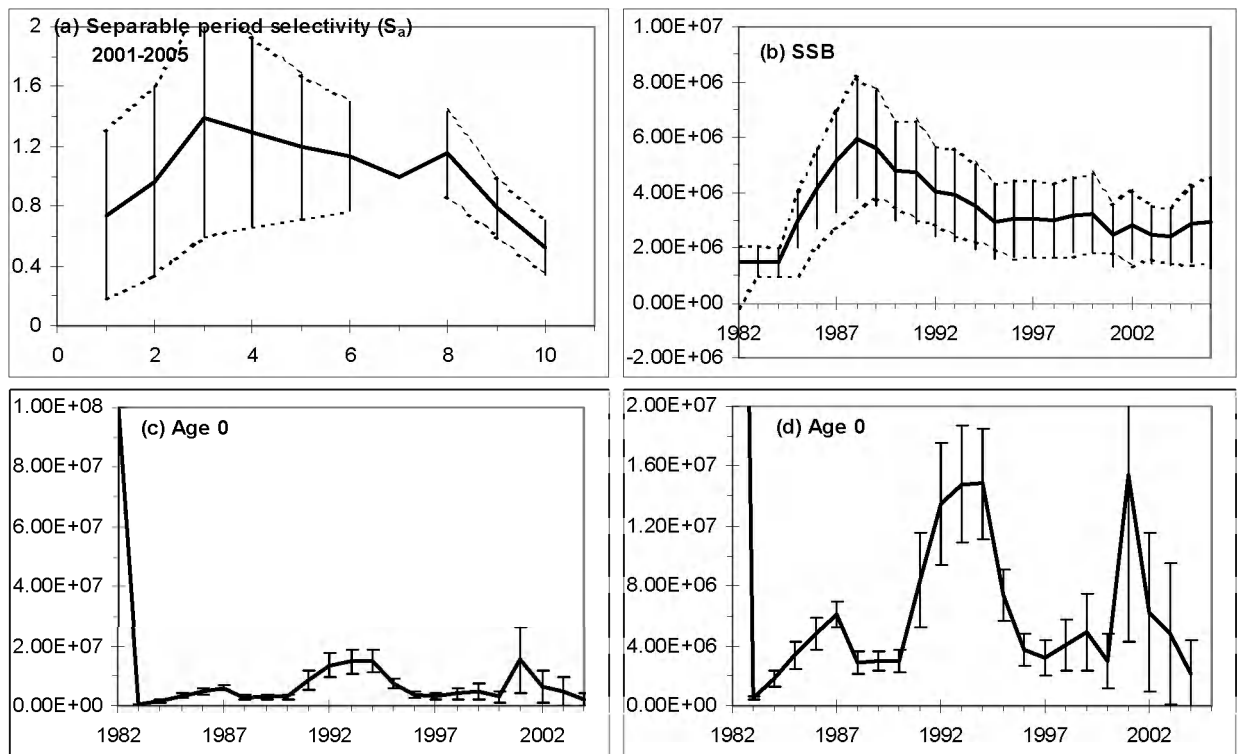 (a) Separable period selectivity (Sa)
2001-2005
2
1.6
1.2
0.8
0.4
0
0 2 4 6 8 10
(b) SSB
1.00E+07
8.00E+06
6.00E+06
4.00E+06
2.00E+06
0.00E+00
-2.00E+06
1982 1987 1992 1997 2002
(c) Age 0
1.00E+08
8.00E+07
6.00E+07
4.00E+07
2.00E+07
0.00E+00
1982 1987 1992 1997 2002
(d) Age 0
2.00E+07
1.60E+07
1.20E+07
8.00E+06
4.00E+06
0.00E+00
1982 1987 1992 1997 2002